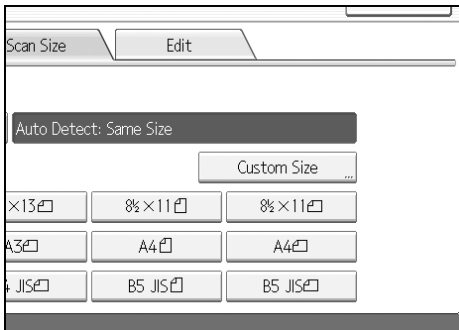 Scan Size Edit
Auto Detect: Same Size
Custom Size ...
×13 8½×11 8½×11
A3 A4 A4
JIS B5 JIS B5 JIS